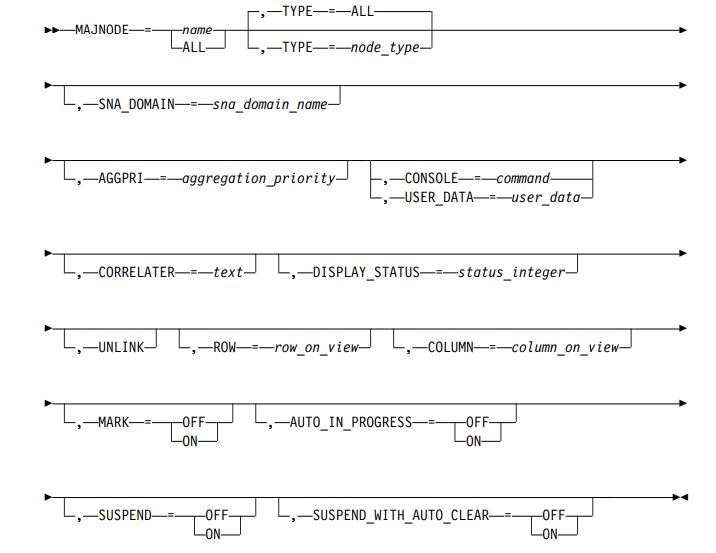 , TYPE = ALL
MAJNODE = name
ALL
, TYPE = node_type
, SNA_DOMAIN = sna_domain_name
, AGGPRI = aggregation_priority , CONSOLE = command
, USER_DATA = user_data
, CORRELATER = text , DISPLAY_STATUS = status_integer
, UNLINK , ROW = row_on_view , COLUMN = column_on_view
, MARK = OFF , AUTO_IN_PROGRESS = OFF
ON ON
, SUSPEND = OFF , SUSPEND_WITH_AUTO_CLEAR = OFF
ON ON